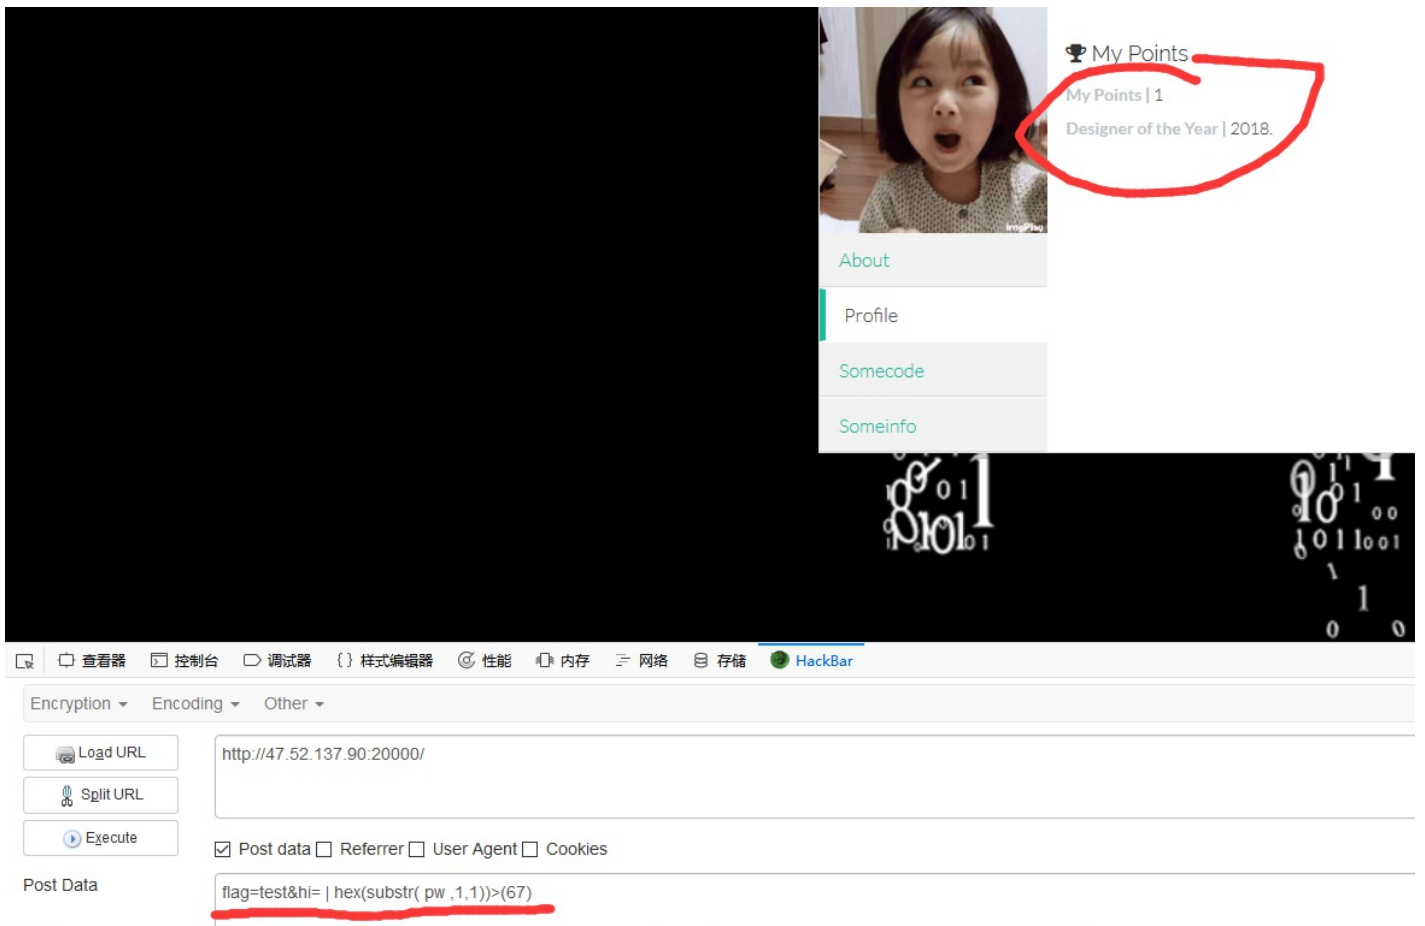 My Points
My Points | 1
Designer of the Year | 2018.
ImgPlay
About
Profile
Somecode
Someinfo
查看器 控制台 调试器 {} 样式编辑器 性能 内存 网络 存储 HackBar
Encryption Encoding Other
Load URL
http://47.52.137.90:20000/
Split URL
Execute
Post data Referrer User Agent Cookies
Post Data
flag=test&hi= | hex(substr( pw ,1,1))>(67)